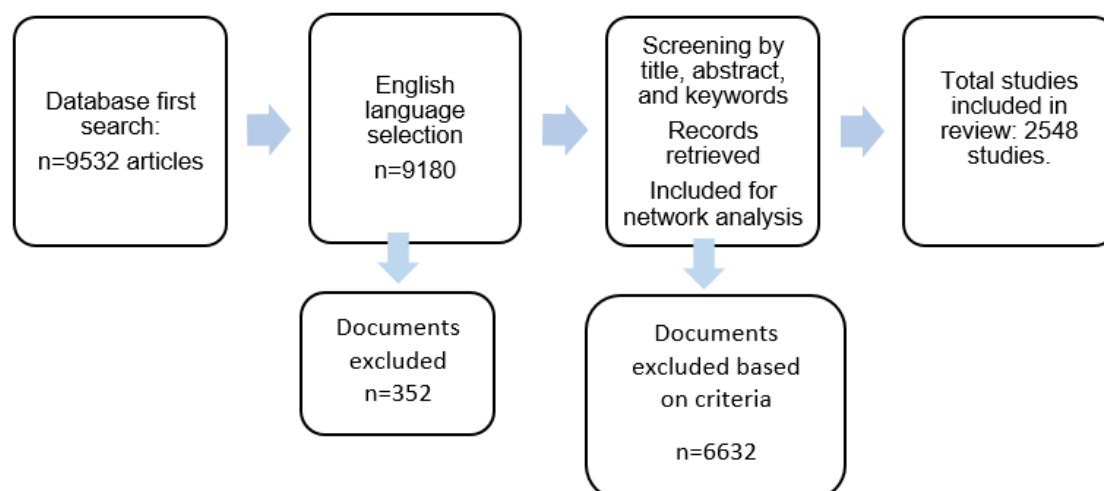 Database first
search:
n=9532 articles
English
language
selection
n=9180
Screening by
title, abstract,
and keywords
Records
retrieved
Included for
network analysis
Total studies
included in
review: 2548
studies.
Documents
excluded
n=352
Documents
excluded based
on criteria
n=6632